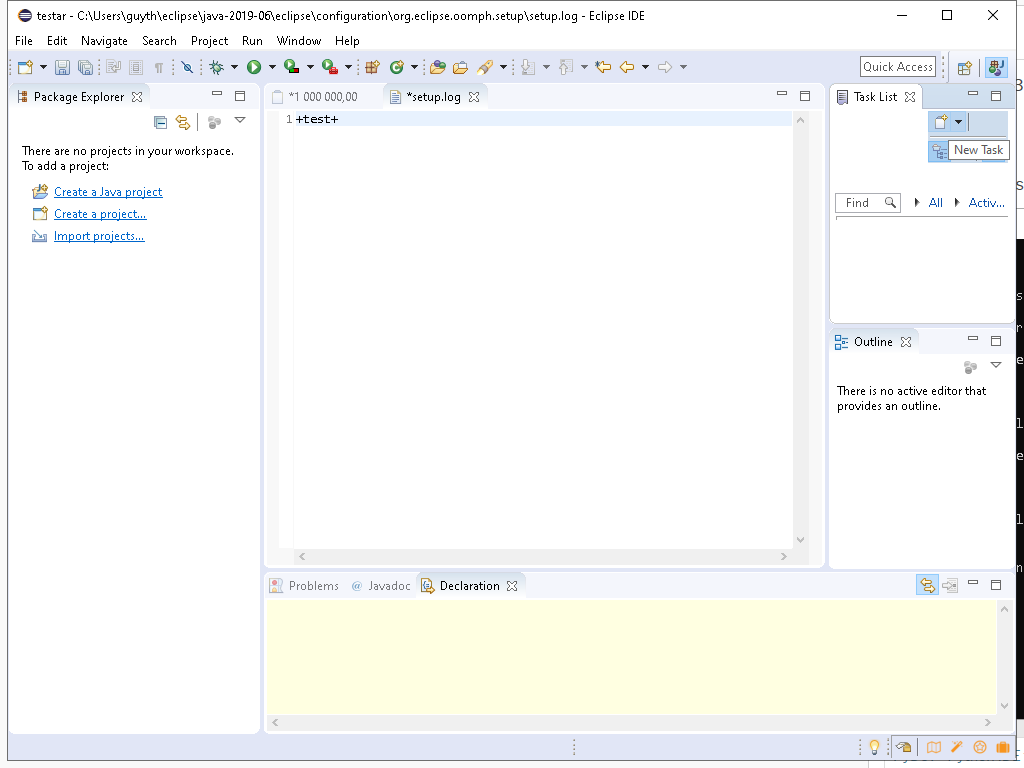 testar - C:\Users\guyth\eclipse\java-2019-06\eclipse\configuration\org.eclipse.oomph.setup\setup.log - Eclipse IDE
File Edit Navigate Search Project Run Window Help
Quick Access
Package Explorer
There are no projects in your workspace.
To add a project:
Create a Java project
Create a project...
Import projects...
*1 000 000,00 *setup.log
1 +test+
Task List
New Task
Find All Activ...
Outline
There is no active editor that
provides an outline.
Problems @ Javadoc Declaration